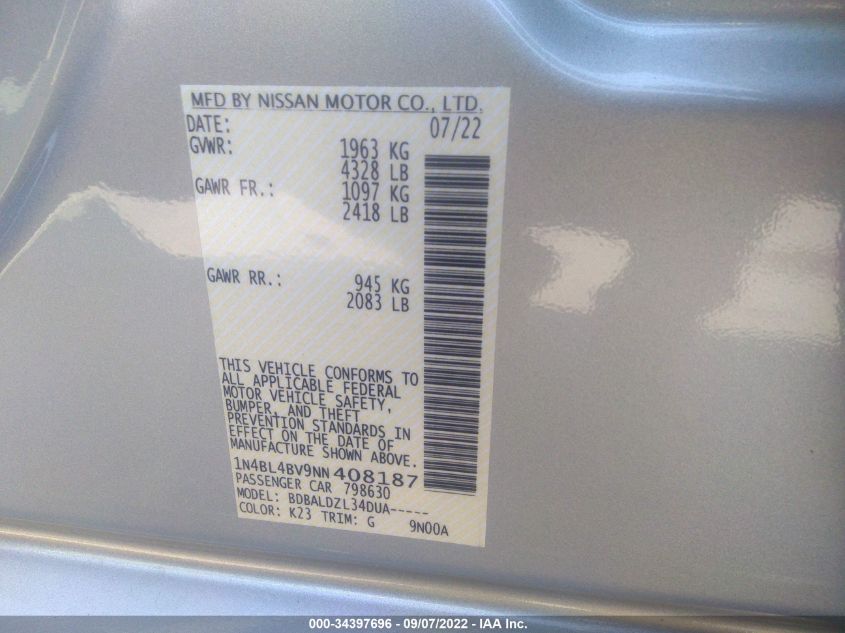 MFD BY NISSAN MOTOR CO., LTD.
DATE: 07/22
GVWR: 1963 KG
4328 LB
GAWR FR.: 1097 KG
2418 LB
GAWR RR.: 945 KG
2083 LB
THIS VEHICLE CONFORMS TO
ALL APPLICABLE FEDERAL
MOTOR VEHICLE SAFETY,
BUMPER, AND THEFT
PREVENTION STANDARDS IN
EFFECT ON THE DATE OF
MANUFACTURE SHOWN ABOVE.
1N4BL4BV9NN408187
PASSENGER CAR 798630
MODEL: BDBALDZL34DUA-----
COLOR: K23 TRIM: G 9N00A
000-34397696 - 09/07/2022 - IAA Inc.